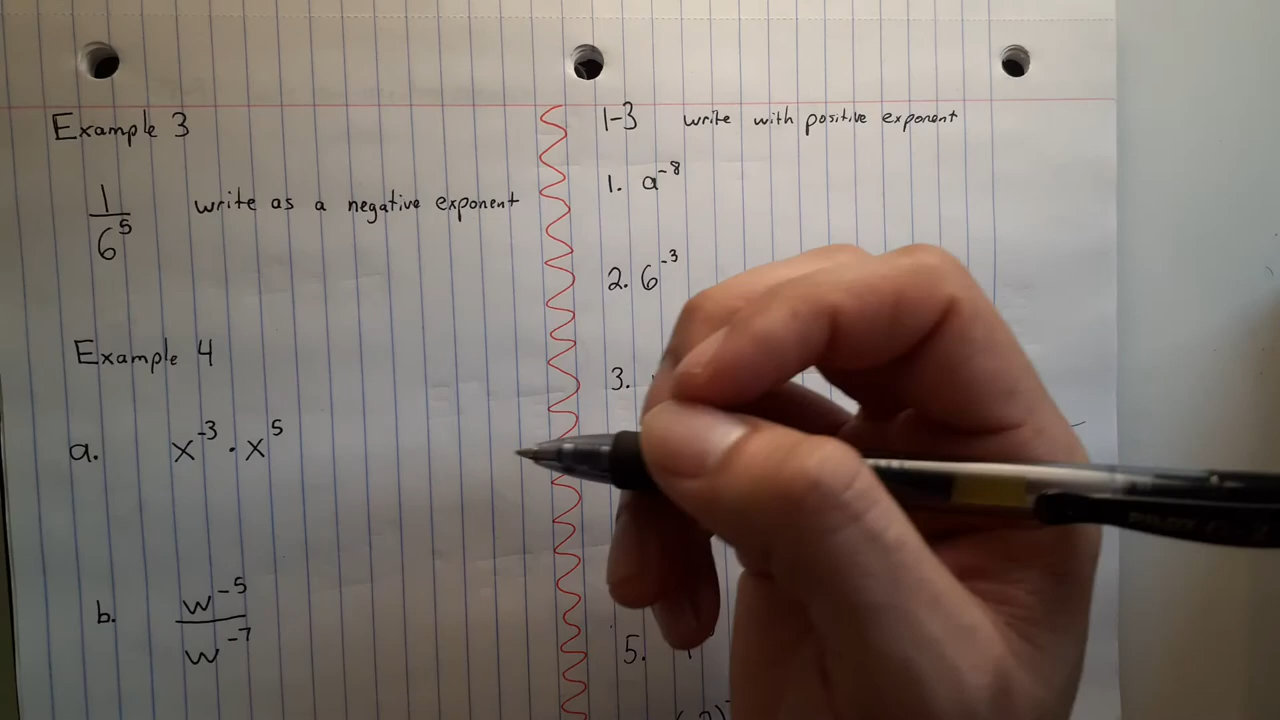 Example 3
1
6^5
write as a negative exponent
Example 4
a. x^-3 · x^5
b. w^-5
w^-7
1-3 write with positive exponent
1. a^-8
2. 6^-3
3.
5.
PILOT